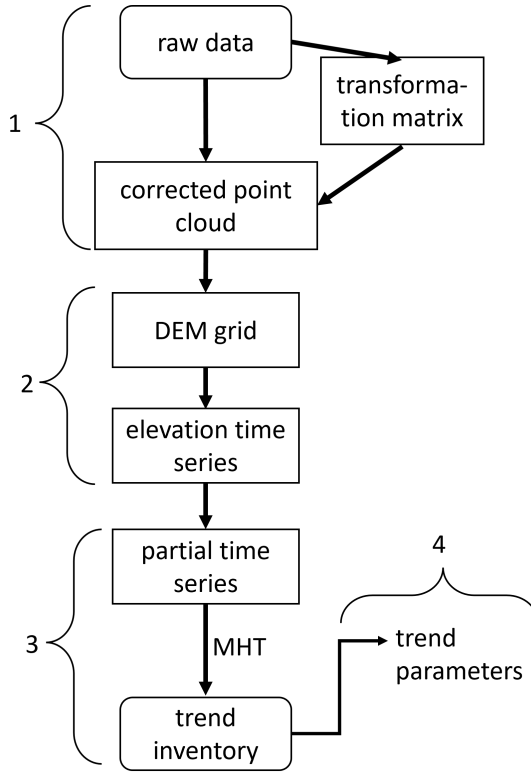 raw data
transforma-
tion matrix
1
corrected point
cloud
DEM grid
2
elevation time
series
partial time
series
4
3
MHT
trend
parameters
trend
inventory